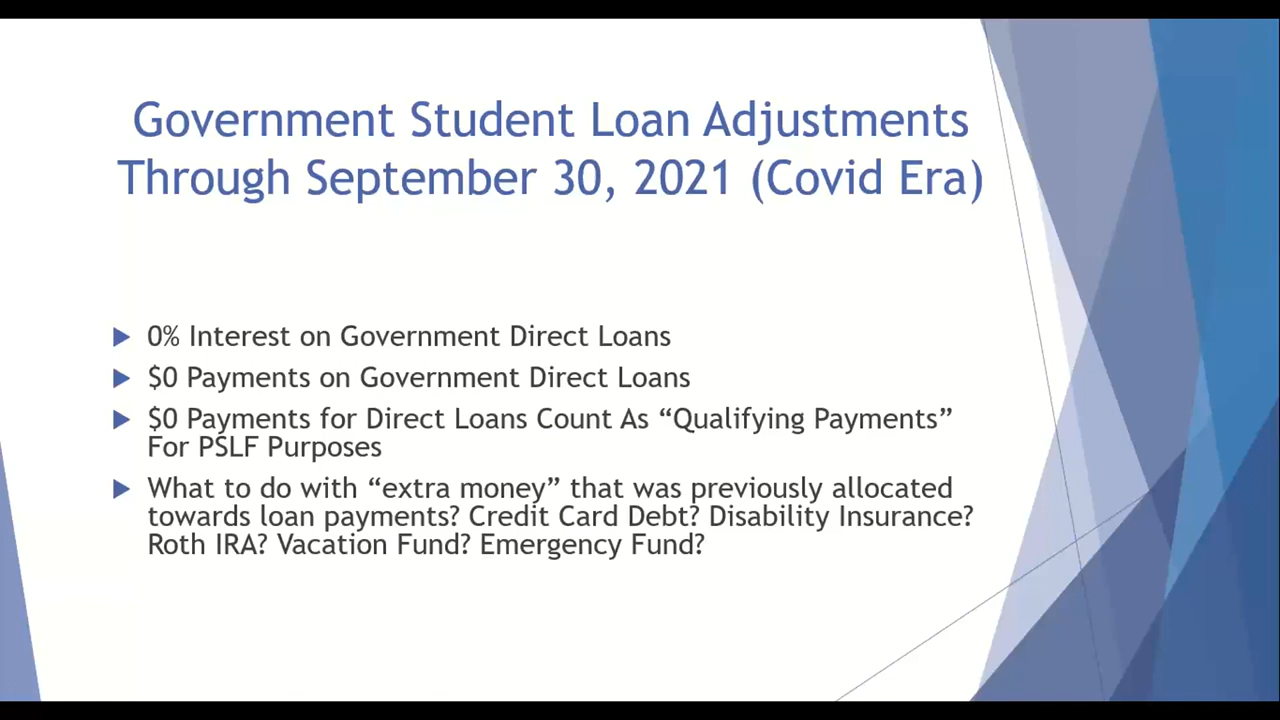 Government Student Loan Adjustments
Through September 30, 2021 (Covid Era)
0% Interest on Government Direct Loans
$0 Payments on Government Direct Loans
$0 Payments for Direct Loans Count As “Qualifying Payments”
For PSLF Purposes
What to do with “extra money” that was previously allocated
towards loan payments? Credit Card Debt? Disability Insurance?
Roth IRA? Vacation Fund? Emergency Fund?